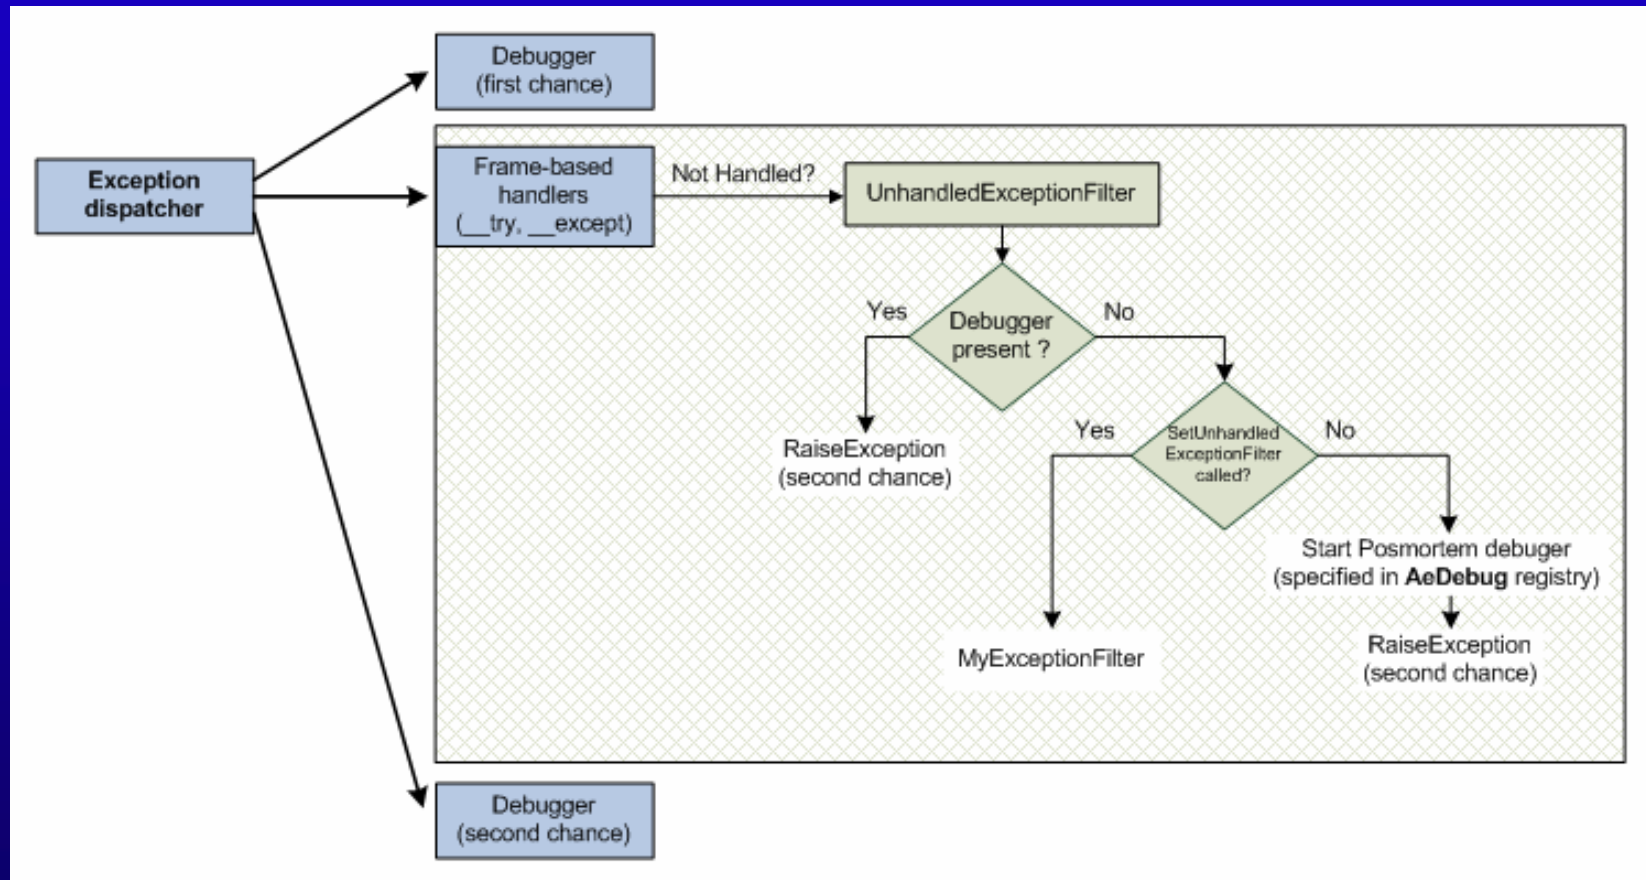 Debugger
(first chance)
Exception
dispatcher
Frame-based
handlers
(__try, __except)
Not Handled?
UnhandledExceptionFilter
Yes
Debugger
present ?
No
RaiseException
(second chance)
Yes
SetUnhandled
ExceptionFilter
called?
No
Start Posmortem debuger
(specified in AeDebug registry)
MyExceptionFilter
RaiseException
(second chance)
Debugger
(second chance)